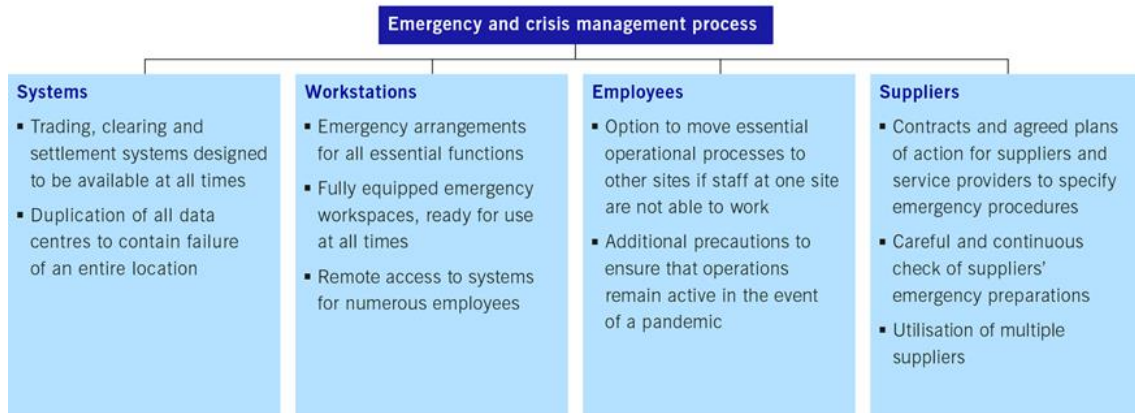 Emergency and crisis management process
Systems
▪ Trading, clearing and
settlement systems designed
to be available at all times
▪ Duplication of all data
centres to contain failure
of an entire location
Workstations
▪ Emergency arrangements
for all essential functions
▪ Fully equipped emergency
workspaces, ready for use
at all times
▪ Remote access to systems
for numerous employees
Employees
▪ Option to move essential
operational processes to
other sites if staff at one site
are not able to work
▪ Additional precautions to
ensure that operations
remain active in the event
of a pandemic
Suppliers
▪ Contracts and agreed plans
of action for suppliers and
service providers to specify
emergency procedures
▪ Careful and continuous
check of suppliers’
emergency preparations
▪ Utilisation of multiple
suppliers